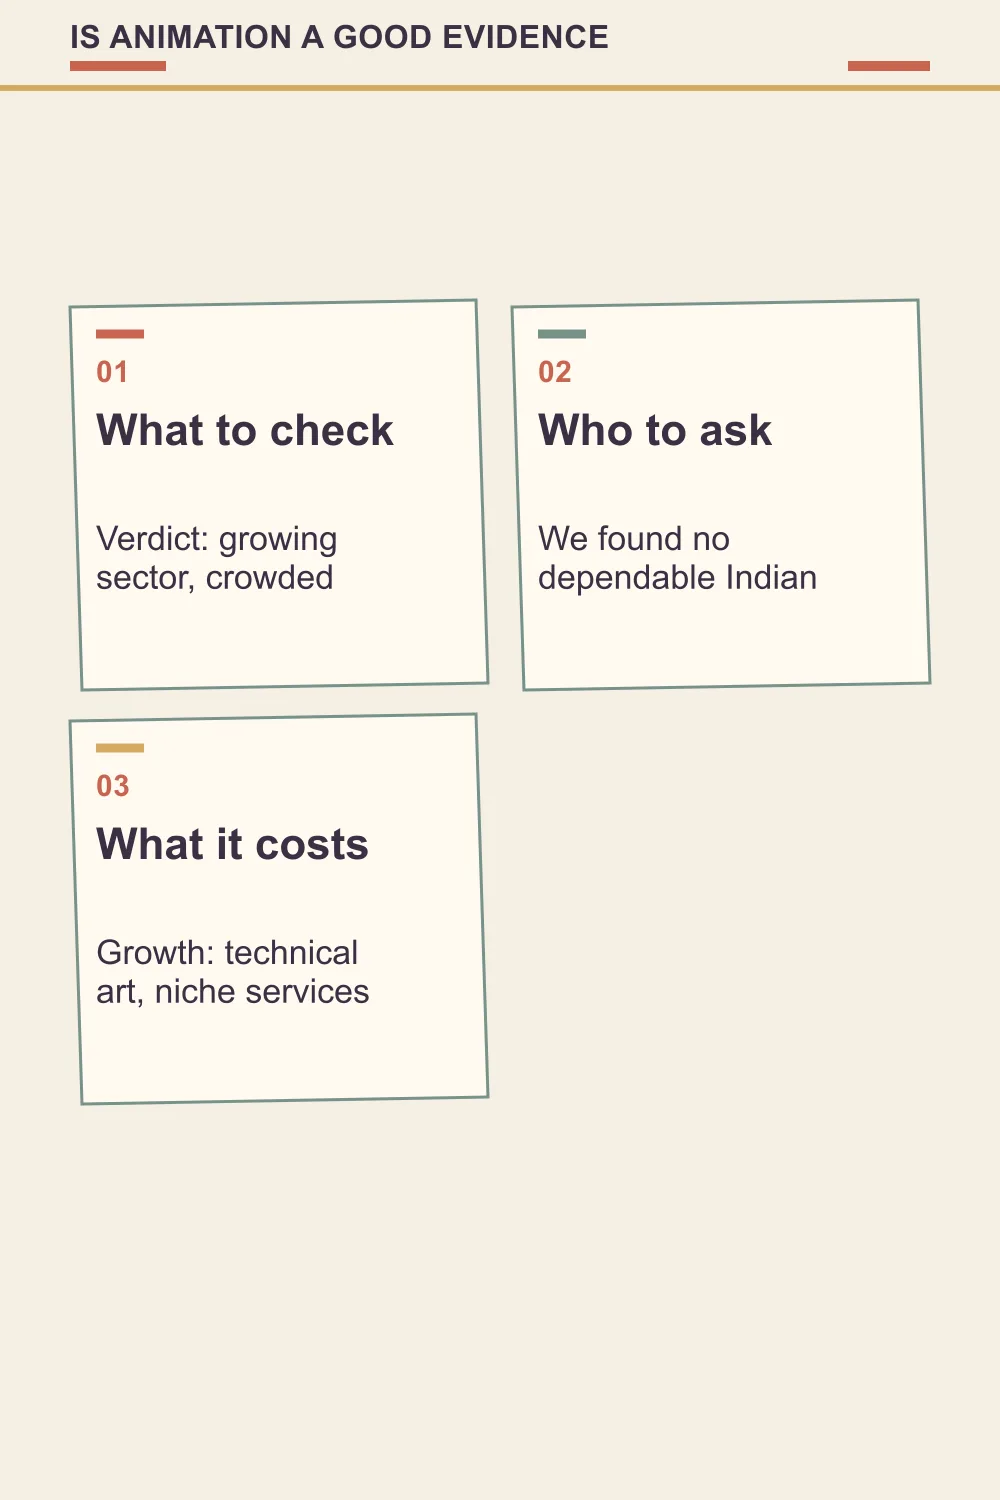 IS ANIMATION A GOOD EVIDENCE
01
What to check
Verdict: growing
sector, crowded
02
Who to ask
We found no
dependable Indian
03
What it costs
Growth: technical
art, niche services